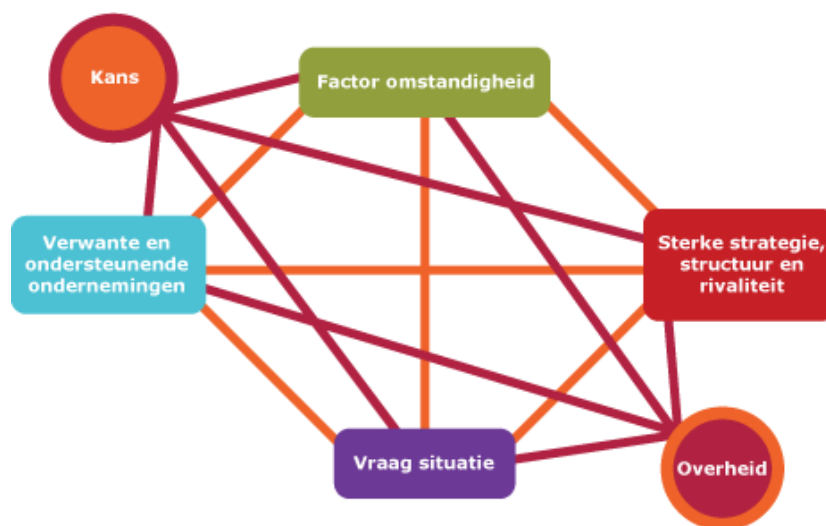 Kans
Factor omstandigheid
Verwante en
ondersteunende
ondernemingen
Sterke strategie,
structuur en
rivaliteit
Vraag situatie
Overheid